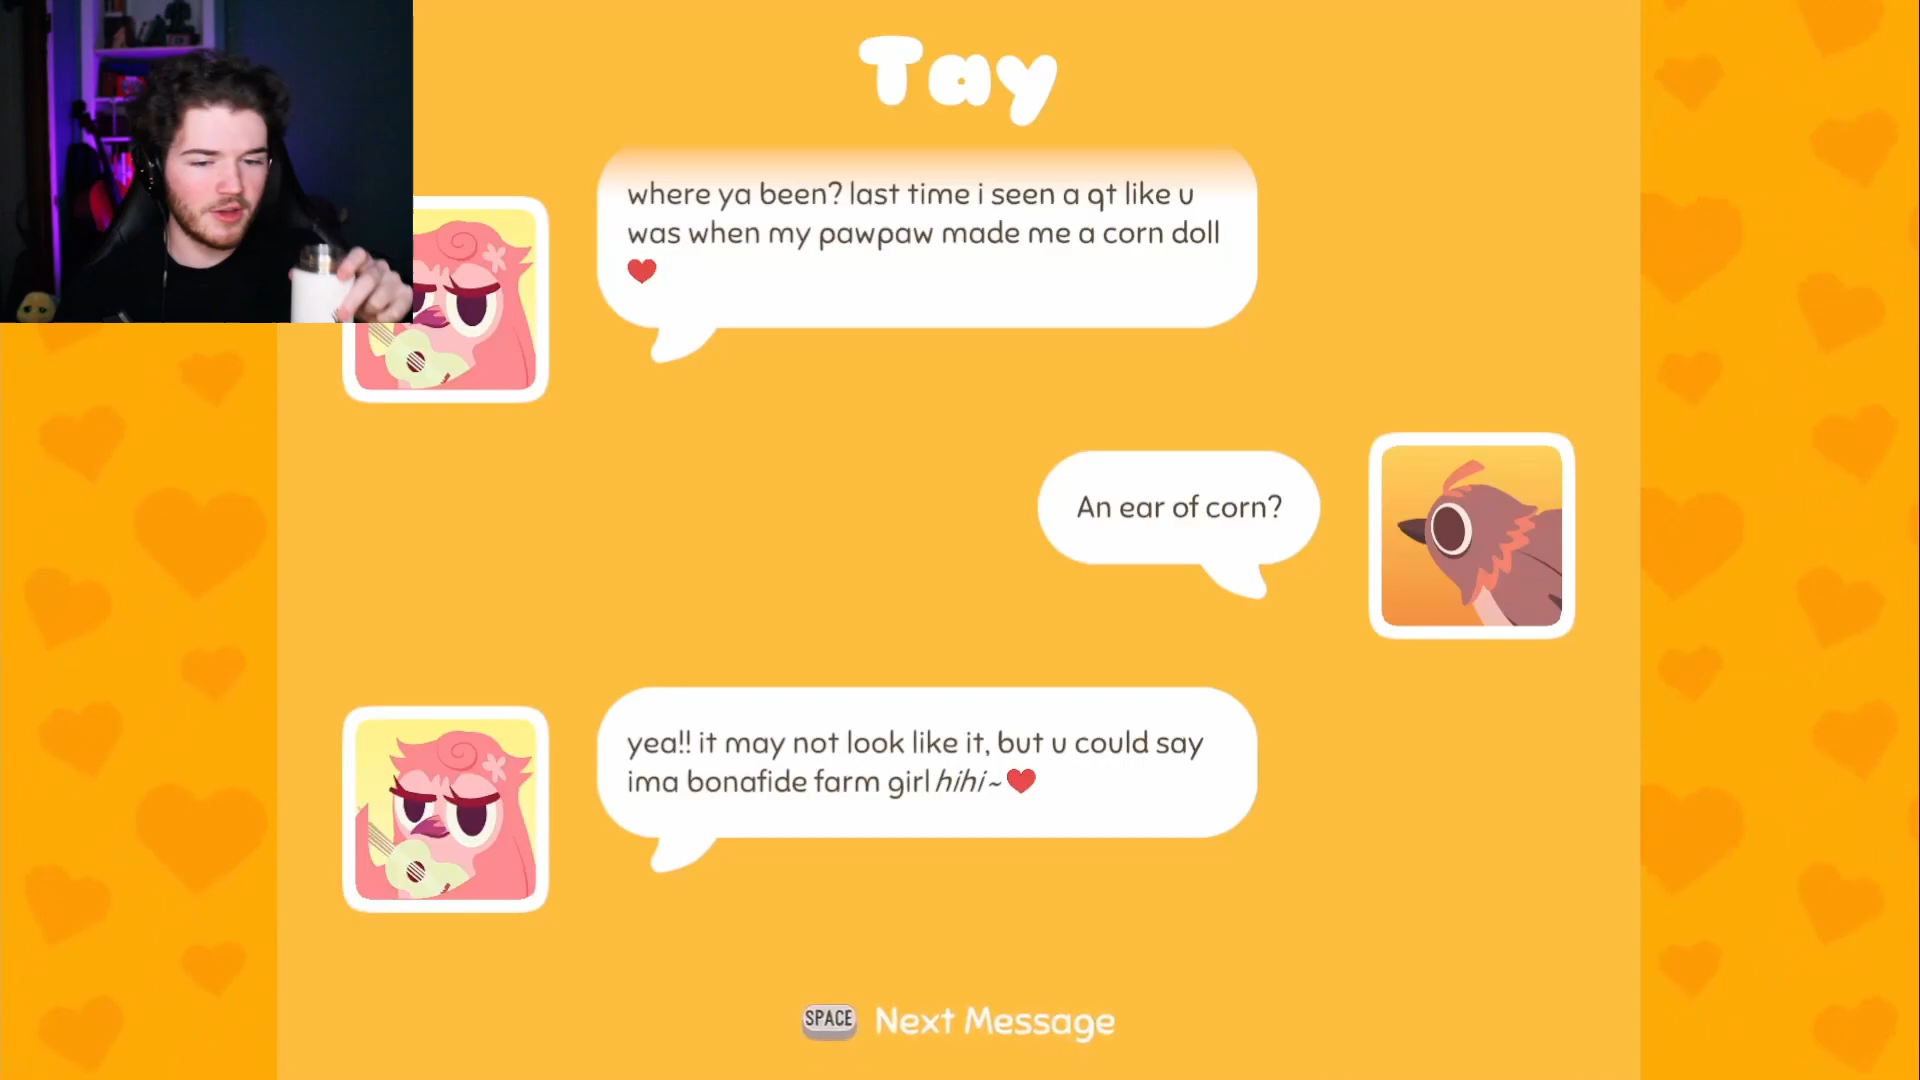 Tay
where ya been? last time i seen a qt like u
was when my pawpaw made me a corn doll
❤
An ear of corn?
yea!! it may not look like it, but u could say
ima bonafide farm girl hihi~❤
SPACE Next Message